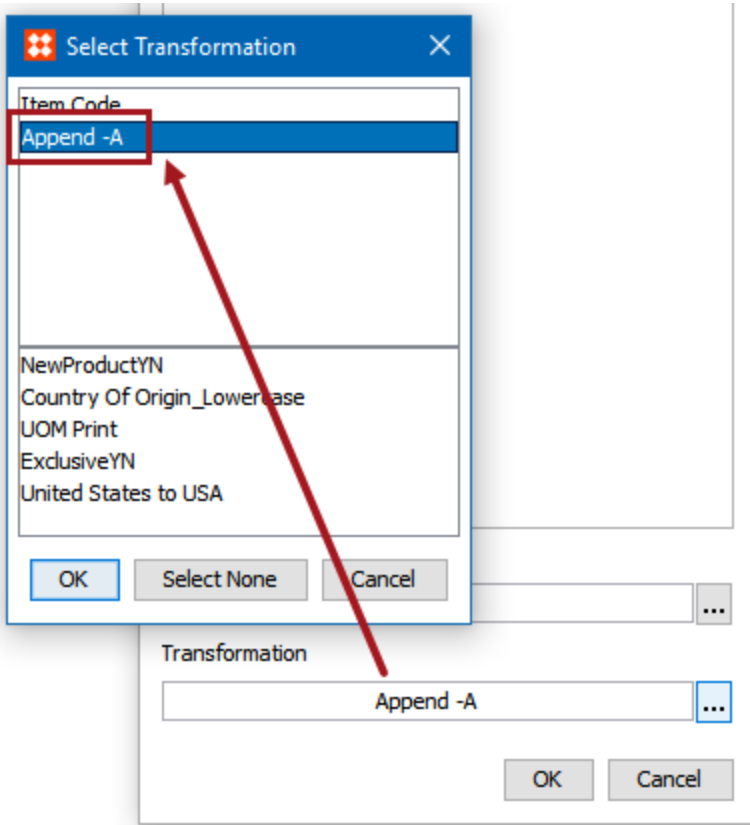 Select Transformation
Item Code
Append -A
NewProductYN
Country Of Origin_Lowercase
UOM Print
ExclusiveYN
United States to USA
OK Select None Cancel
...
Transformation
Append -A ...
OK Cancel